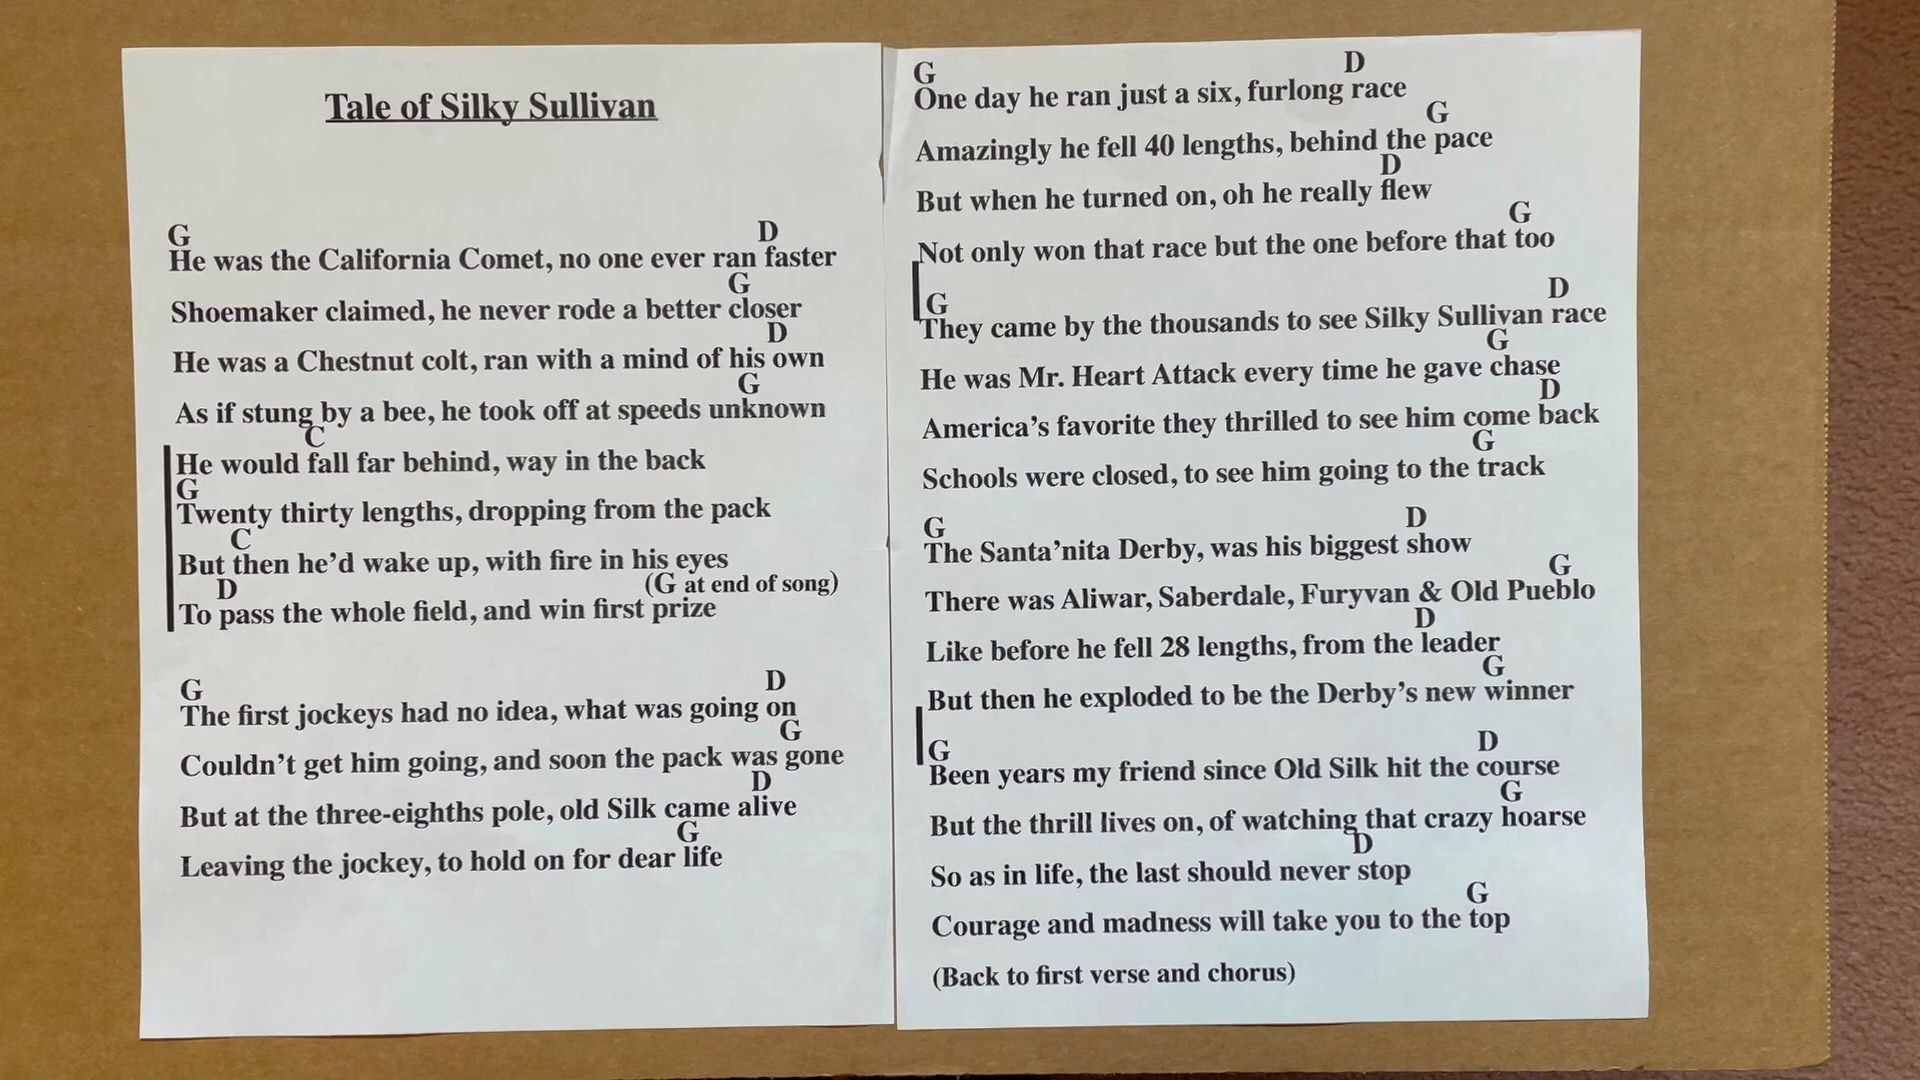 Tale of Silky Sullivan
G D
He was the California Comet, no one ever ran faster
G
Shoemaker claimed, he never rode a better closer
D
He was a Chestnut colt, ran with a mind of his own
G
As if stung by a bee, he took off at speeds unknown
C
He would fall far behind, way in the back
G
Twenty thirty lengths, dropping from the pack
C
But then he'd wake up, with fire in his eyes
D (G at end of song)
To pass the whole field, and win first prize
G D
The first jockeys had no idea, what was going on
G
Couldn't get him going, and soon the pack was gone
D
But at the three-eighths pole, old Silk came alive
G
Leaving the jockey, to hold on for dear life
G D
One day he ran just a six, furlong race
G
Amazingly he fell 40 lengths, behind the pace
D
But when he turned on, oh he really flew
G
Not only won that race but the one before that too
G D
They came by the thousands to see Silky Sullivan race
G
He was Mr. Heart Attack every time he gave chase
D
America's favorite they thrilled to see him come back
G
Schools were closed, to see him going to the track
G D
The Santa'nita Derby, was his biggest show
G
There was Aliwar, Saberdale, Furyvan & Old Pueblo
D
Like before he fell 28 lengths, from the leader
G
But then he exploded to be the Derby's new winner
G D
Been years my friend since Old Silk hit the course
G
But the thrill lives on, of watching that crazy hoarse
D
So as in life, the last should never stop
G
Courage and madness will take you to the top
(Back to first verse and chorus)